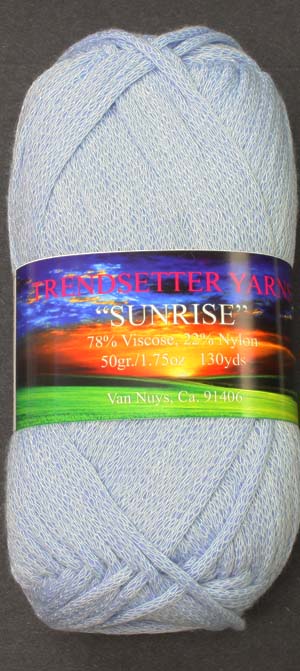 TRENDSETTER YARNS
“SUNRISE”
78% Viscose, 22% Nylon
50gr./1.75oz 130yds
Van Nuys, Ca. 91406